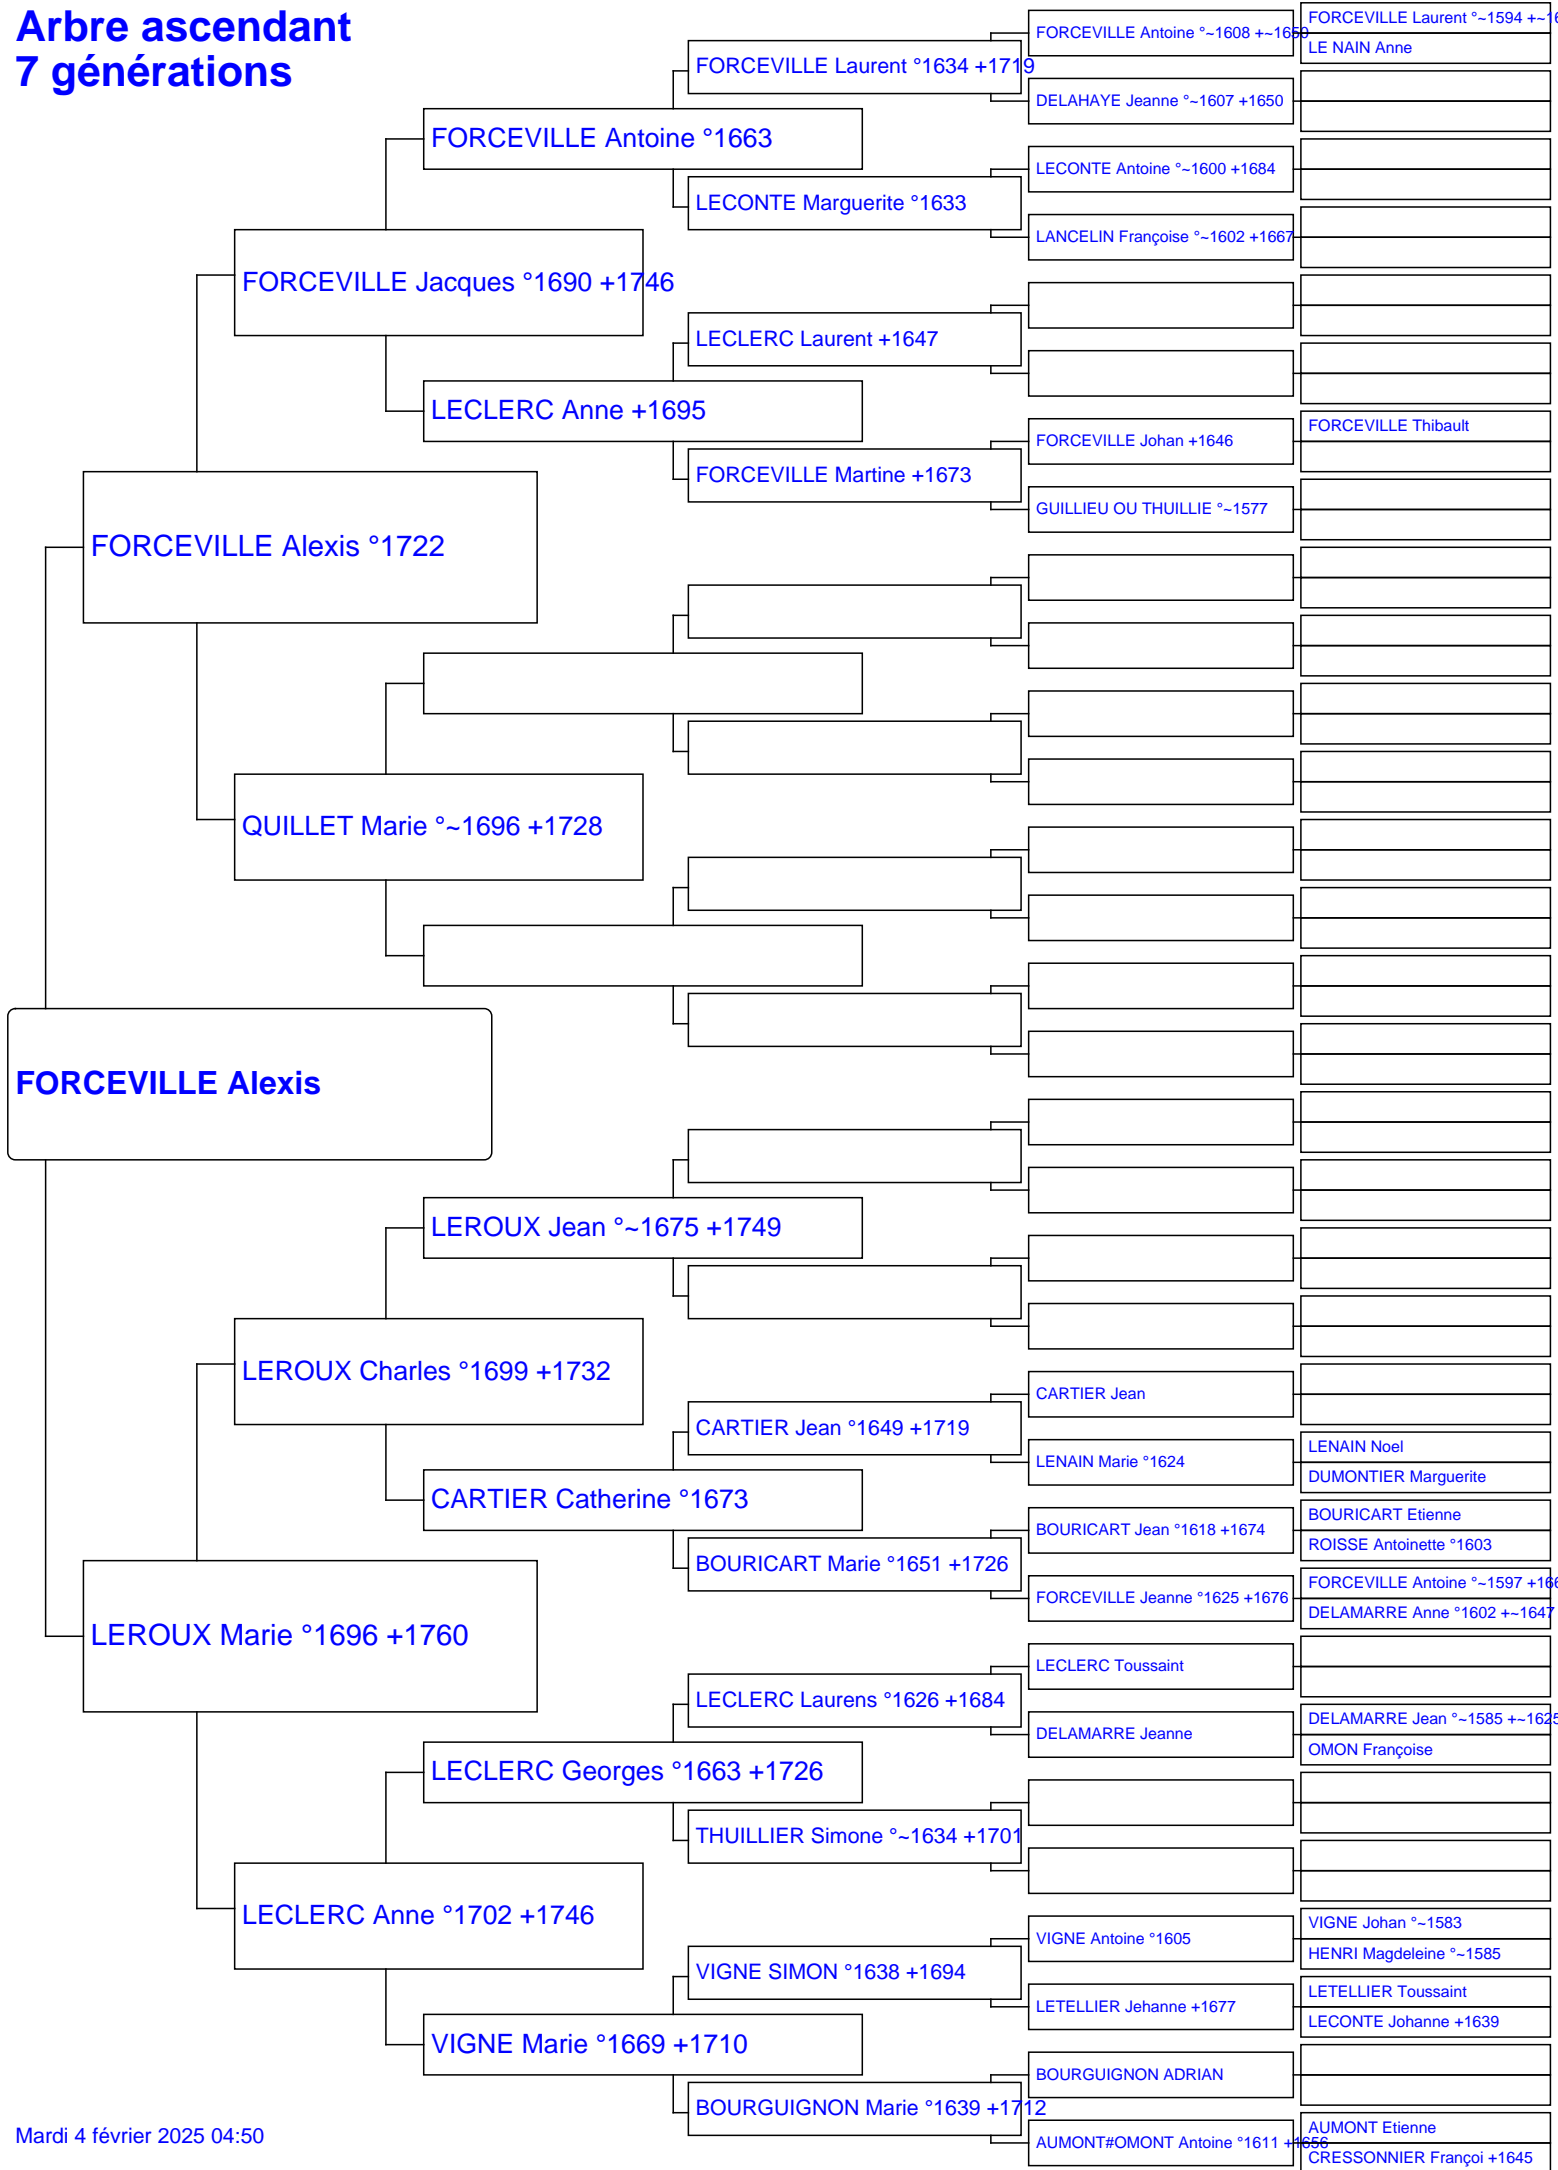 Arbre ascendant
7 générations
FORCEVILLE Alexis
FORCEVILLE Alexis °1722
LEROUX Marie °1696 +1760
FORCEVILLE Jacques °1690 +1746
QUILLET Marie °~1696 +1728
LEROUX Charles °1699 +1732
LECLERC Anne °1702 +1746
FORCEVILLE Antoine °1663
LECLERC Anne +1695
LEROUX Jean °~1675 +1749
CARTIER Catherine °1673
LECLERC Georges °1663 +1726
VIGNE Marie °1669 +1710
FORCEVILLE Laurent °1634 +1719
LECONTE Marguerite °1633
LECLERC Laurent +1647
FORCEVILLE Martine +1673
CARTIER Jean °1649 +1719
BOURICART Marie °1651 +1726
LECLERC Laurens °1626 +1684
THUILLIER Simone °~1634 +1701
VIGNE SIMON °1638 +1694
BOURGUIGNON Marie °1639 +1712
FORCEVILLE Antoine °~1608 +~1650
DELAHAYE Jeanne °~1607 +1650
LECONTE Antoine °~1600 +1684
LANCELIN Françoise °~1602 +1667
FORCEVILLE Johan +1646
GUILLIEU OU THUILLIE °~1577
CARTIER Jean
LENAIN Marie °1624
BOURICART Jean °1618 +1674
FORCEVILLE Jeanne °1625 +1676
LECLERC Toussaint
DELAMARRE Jeanne
VIGNE Antoine °1605
LETELLIER Jehanne +1677
BOURGUIGNON ADRIAN
AUMONT#OMONT Antoine °1611 +1656
FORCEVILLE Laurent °~1594
LE NAIN Anne
FORCEVILLE Thibault
LENAIN Noel
DUMONTIER Marguerite
BOURICART Etienne
ROISSE Antoinette °1603
FORCEVILLE Antoine °~1597
DELAMARRE Anne °1602 +~1647
DELAMARRE Jean °~1585 +~1625
OMON Françoise
VIGNE Johan °~1583
HENRI Magdeleine °~1585
LETELLIER Toussaint
LECONTE Johanne +1639
AUMONT Etienne
CRESSONNIER Françoi +1645
Mardi 4 février 2025 04:50